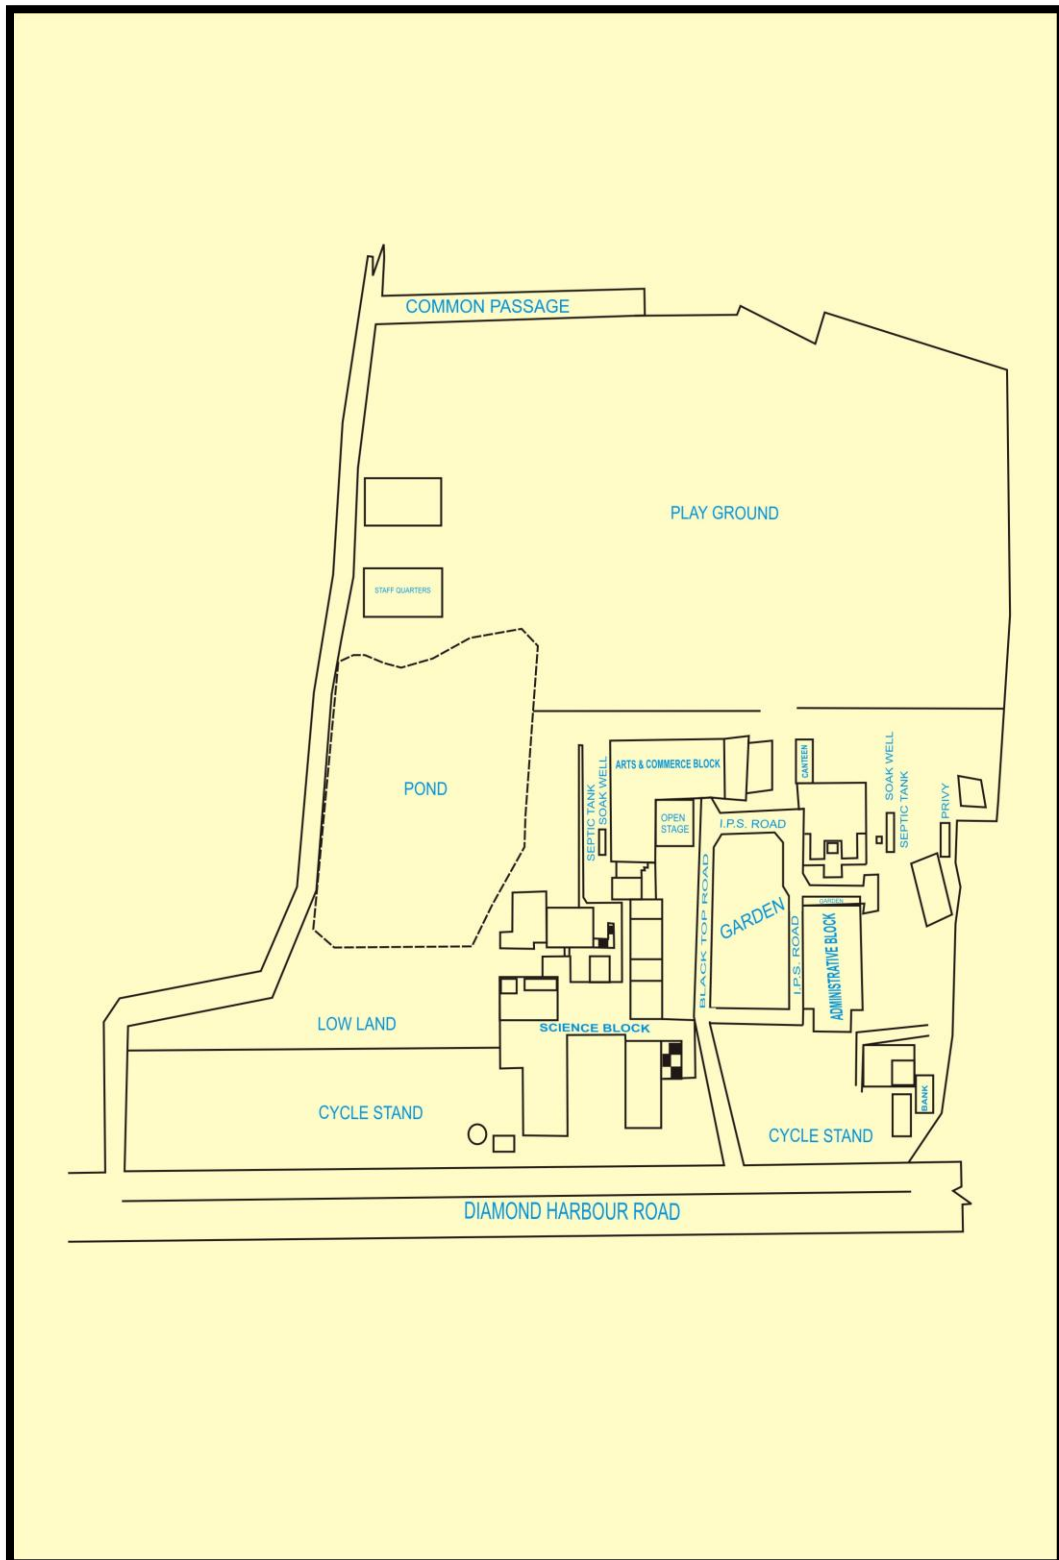 COMMON PASSAGE
PLAY GROUND
STAFF QUARTERS
POND
SEPTIC TANK
SOAK WELL
ARTS & COMMERCE BLOCK
OPEN
STAGE
I.P.S. ROAD
CANTEEN
SOAK WELL
SEPTIC TANK
PRIVY
BLACK TOP ROAD
GARDEN
I.P.S. ROAD
GARDEN
ADMINISTRATIVE BLOCK
LOW LAND
SCIENCE BLOCK
CYCLE STAND
CYCLE STAND
BANK
DIAMOND HARBOUR ROAD